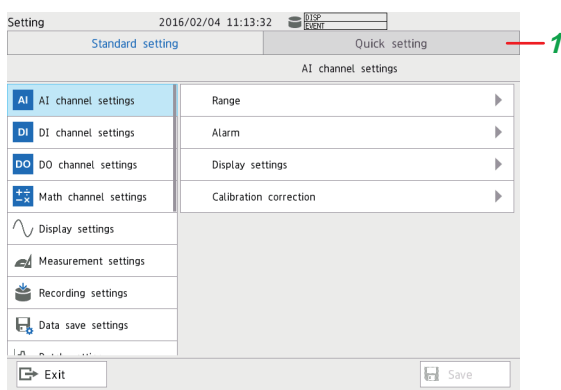 Setting 2016/02/04 11:13:32 DISP
EVENT
Standard setting Quick setting 1
AI channel settings
AI AI channel settings Range
DI DI channel settings Alarm
DO DO channel settings Display settings
Math channel settings Calibration correction
Display settings
Measurement settings
Recording settings
Data save settings
Exit Save